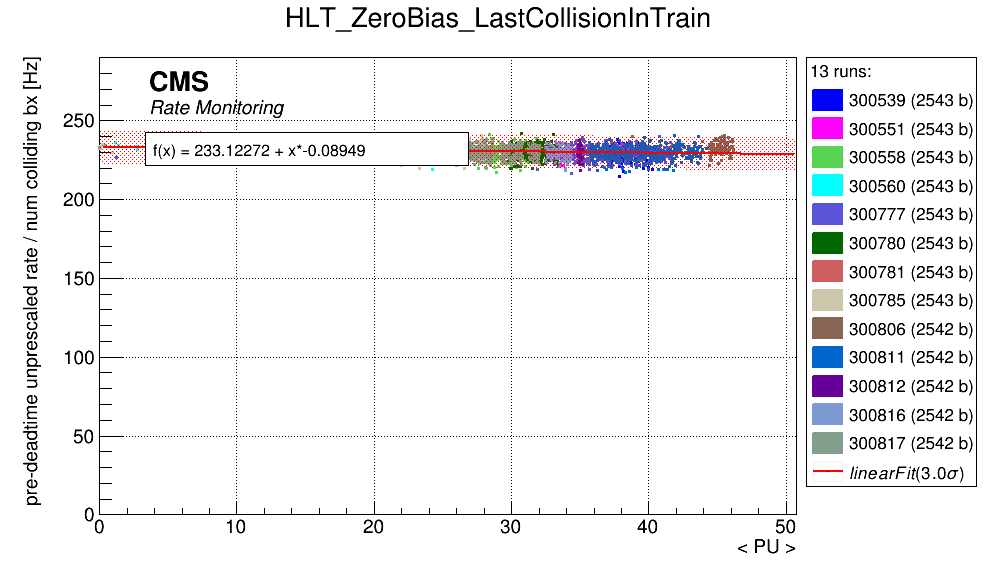 HLT_ZeroBias_LastCollisionInTrain
pre-deadtime unprescaled rate / num colliding bx [Hz]
CMS
Rate Monitoring
f(x) = 233.12272 + x*-0.08949
250
200
150
100
50
0
0 10 20 30 40 50
< PU >
13 runs:
300539 (2543 b)
300551 (2543 b)
300558 (2543 b)
300560 (2543 b)
300777 (2543 b)
300780 (2543 b)
300781 (2543 b)
300785 (2543 b)
300806 (2542 b)
300811 (2542 b)
300812 (2542 b)
300816 (2542 b)
300817 (2542 b)
linearFit(3.0σ)